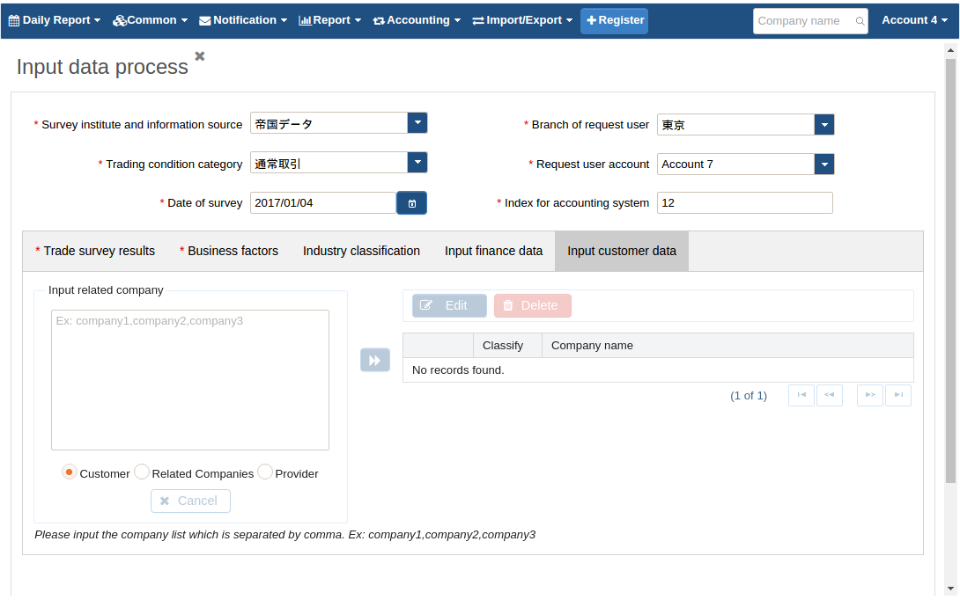 Daily Report Common Notification Report Accounting Import/Export Register Company name Account 4
Input data process
* Survey institute and information source 帝国データ * Branch of request user 東京
* Trading condition category 通常取引 * Request user account Account 7
* Date of survey 2017/01/04 * Index for accounting system 12
* Trade survey results * Business factors Industry classification Input finance data Input customer data
Input related company
Ex: company1,company2,company3
Edit Delete
Classify Company name
No records found.
(1 of 1)
Customer Related Companies Provider
Cancel
Please input the company list which is separated by comma. Ex: company1,company2,company3